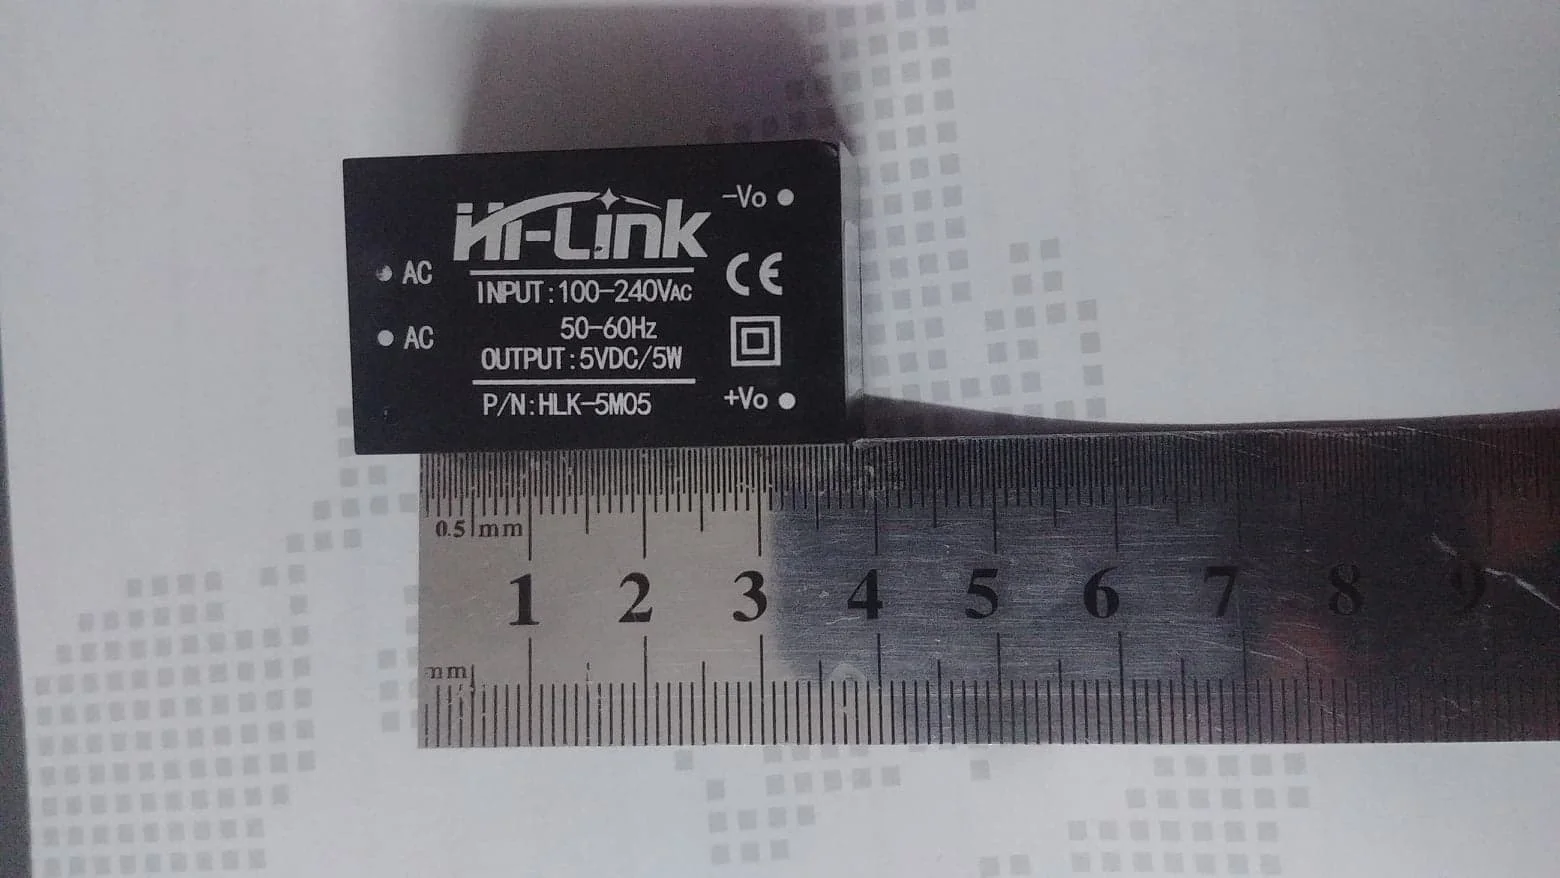 Hi-Link
-Vo
AC
CE
INPUT:100-240VAC
50-60Hz
AC
OUTPUT:5VDC/5W
P/N:HLK-5M05
+Vo
0.5 mm
1 2 3 4 5 6 7 8 9
mm